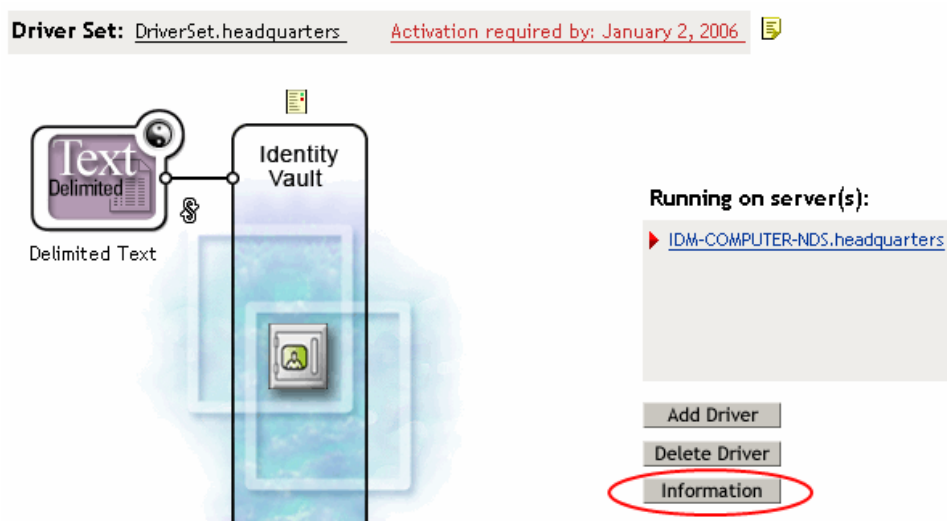 Driver Set: DriverSet.headquarters Activation required by: January 2, 2006
Text
Delimited
Delimited Text
Identity
Vault
Running on server(s):
IDM-COMPUTER-NDS.headquarters
Add Driver
Delete Driver
Information